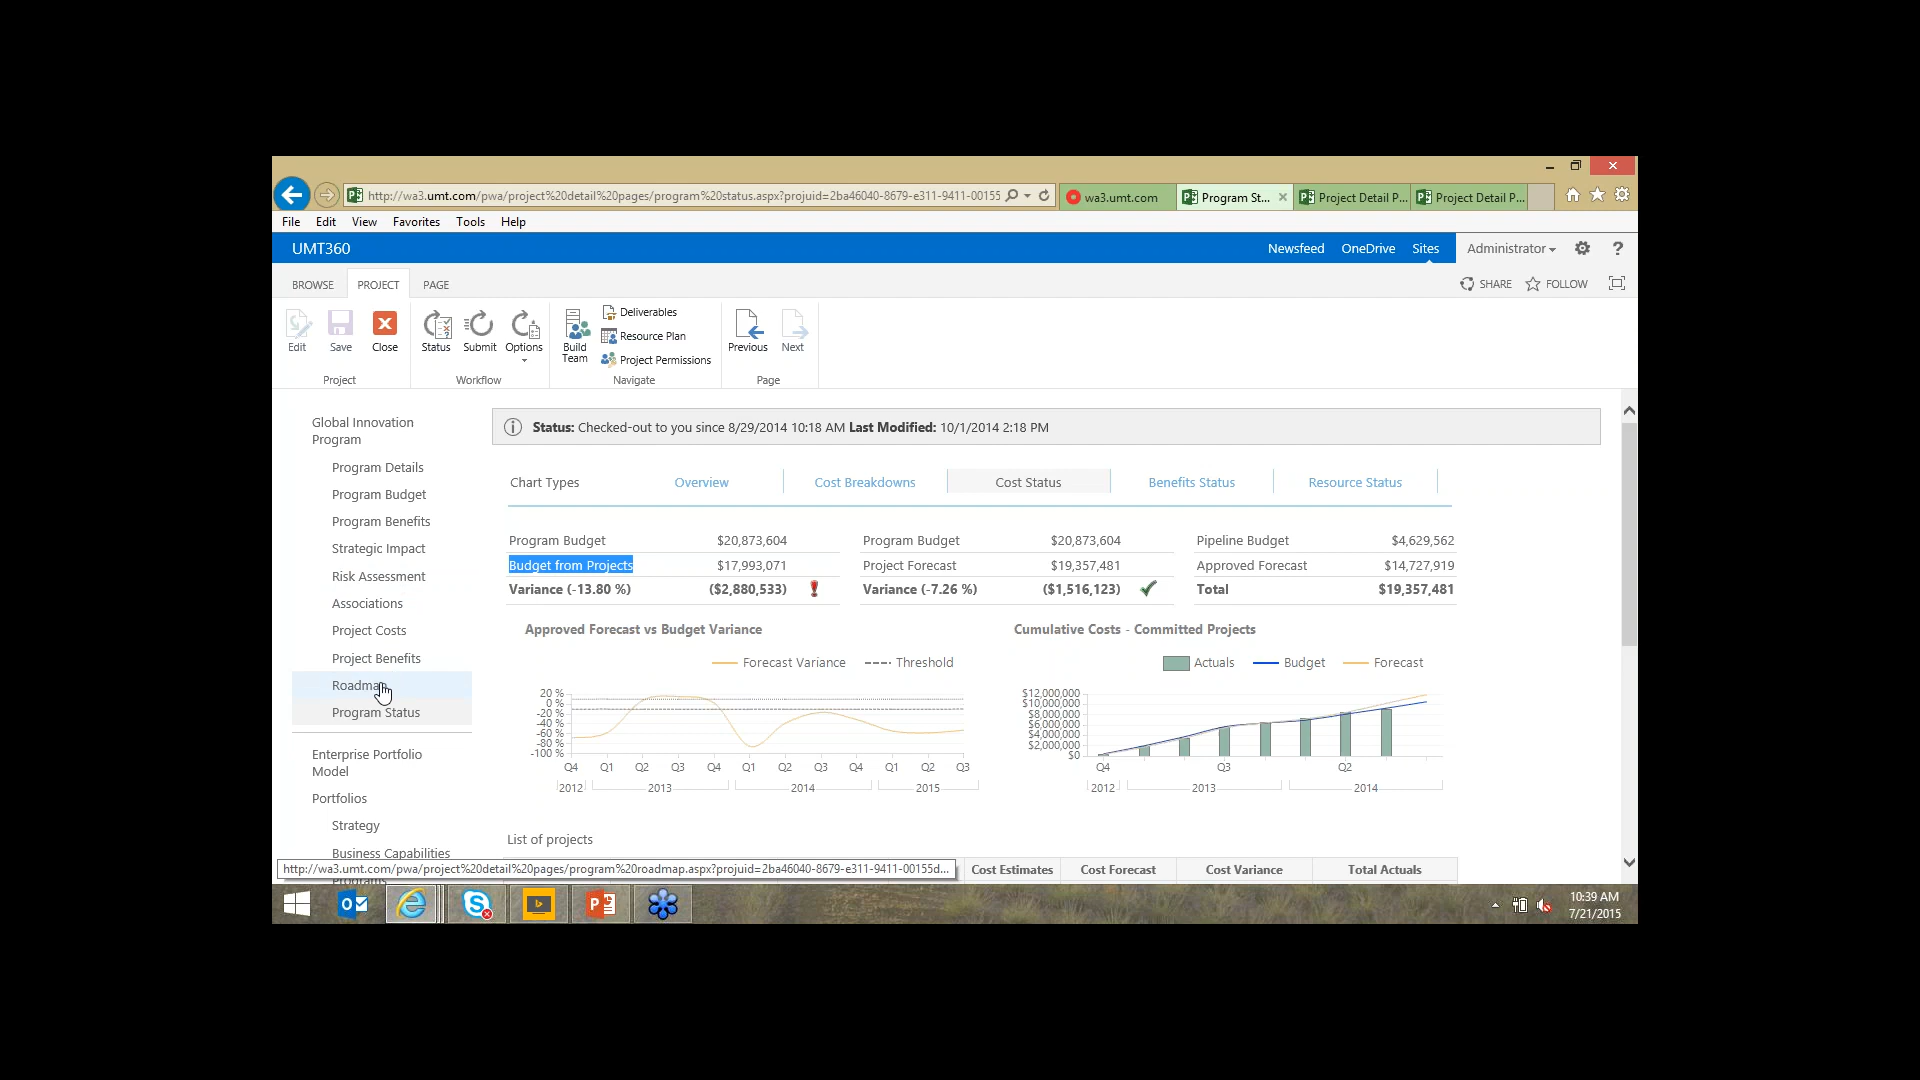 http://wa3.umt.com/pwa/project%20detail%20pages/program%20status.aspx?projuid=2ba46040-8679-e311-9411-00155
wa3.umt.com
Program St...
Project Detail P...
Project Detail P...
File Edit View Favorites Tools Help
UMT360
Newsfeed OneDrive Sites Administrator ?
BROWSE PROJECT PAGE
SHARE FOLLOW
Edit Save Close
Project
Status Submit Options
Workflow
Build Team
Deliverables
Resource Plan
Project Permissions
Navigate
Previous Next
Page
Global Innovation
Program
Program Details
Program Budget
Program Benefits
Strategic Impact
Risk Assessment
Associations
Project Costs
Project Benefits
Roadmap
Program Status
Enterprise Portfolio
Model
Portfolios
Strategy
Business Capabilities
Programs
Status: Checked-out to you since 8/29/2014 10:18 AM Last Modified: 10/1/2014 2:18 PM
Chart Types Overview Cost Breakdowns Cost Status Benefits Status Resource Status
Program Budget $20,873,604
Budget from Projects $17,993,071
Variance (-13.80 %) ($2,880,533)
Program Budget $20,873,604
Project Forecast $19,357,481
Variance (-7.26 %) ($1,516,123)
Pipeline Budget $4,629,562
Approved Forecast $14,727,919
Total $19,357,481
Approved Forecast vs Budget Variance
Forecast Variance Threshold
20 %
0 %
-20 %
-40 %
-60 %
-80 %
-100 %
Q4 Q1 Q2 Q3 Q4 Q1 Q2 Q3 Q4 Q1 Q2 Q3
2012 2013 2014 2015
Cumulative Costs - Committed Projects
Actuals Budget Forecast
$12,000,000
$10,000,000
$8,000,000
$6,000,000
$4,000,000
$2,000,000
$0
Q4 Q3 Q2
2012 2013 2014
List of projects
Cost Estimates Cost Forecast Cost Variance Total Actuals
http://wa3.umt.com/pwa/project%20detail%20pages/program%20roadmap.aspx?projuid=2ba46040-8679-e311-9411-00155d...
10:39 AM
7/21/2015